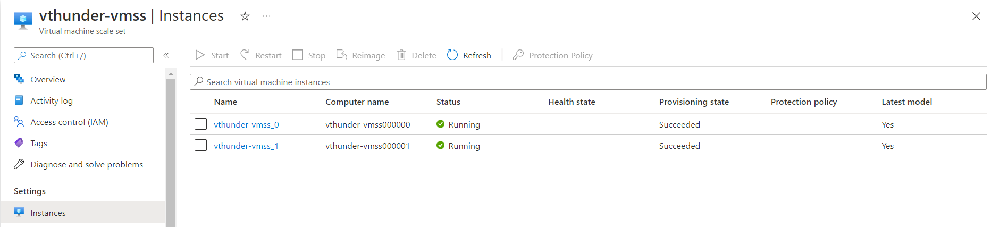 vthunder-vmss | Instances
Virtual machine scale set
Search (Ctrl+/)
Overview
Activity log
Access control (IAM)
Tags
Diagnose and solve problems
Settings
Instances
Start Restart Stop Reimage Delete Refresh Protection Policy
Search virtual machine instances
Name Computer name Status Health state Provisioning state Protection policy Latest model
vthunder-vmss_0 vthunder-vmss000000 Running Succeeded Yes
vthunder-vmss_1 vthunder-vmss000001 Running Succeeded Yes